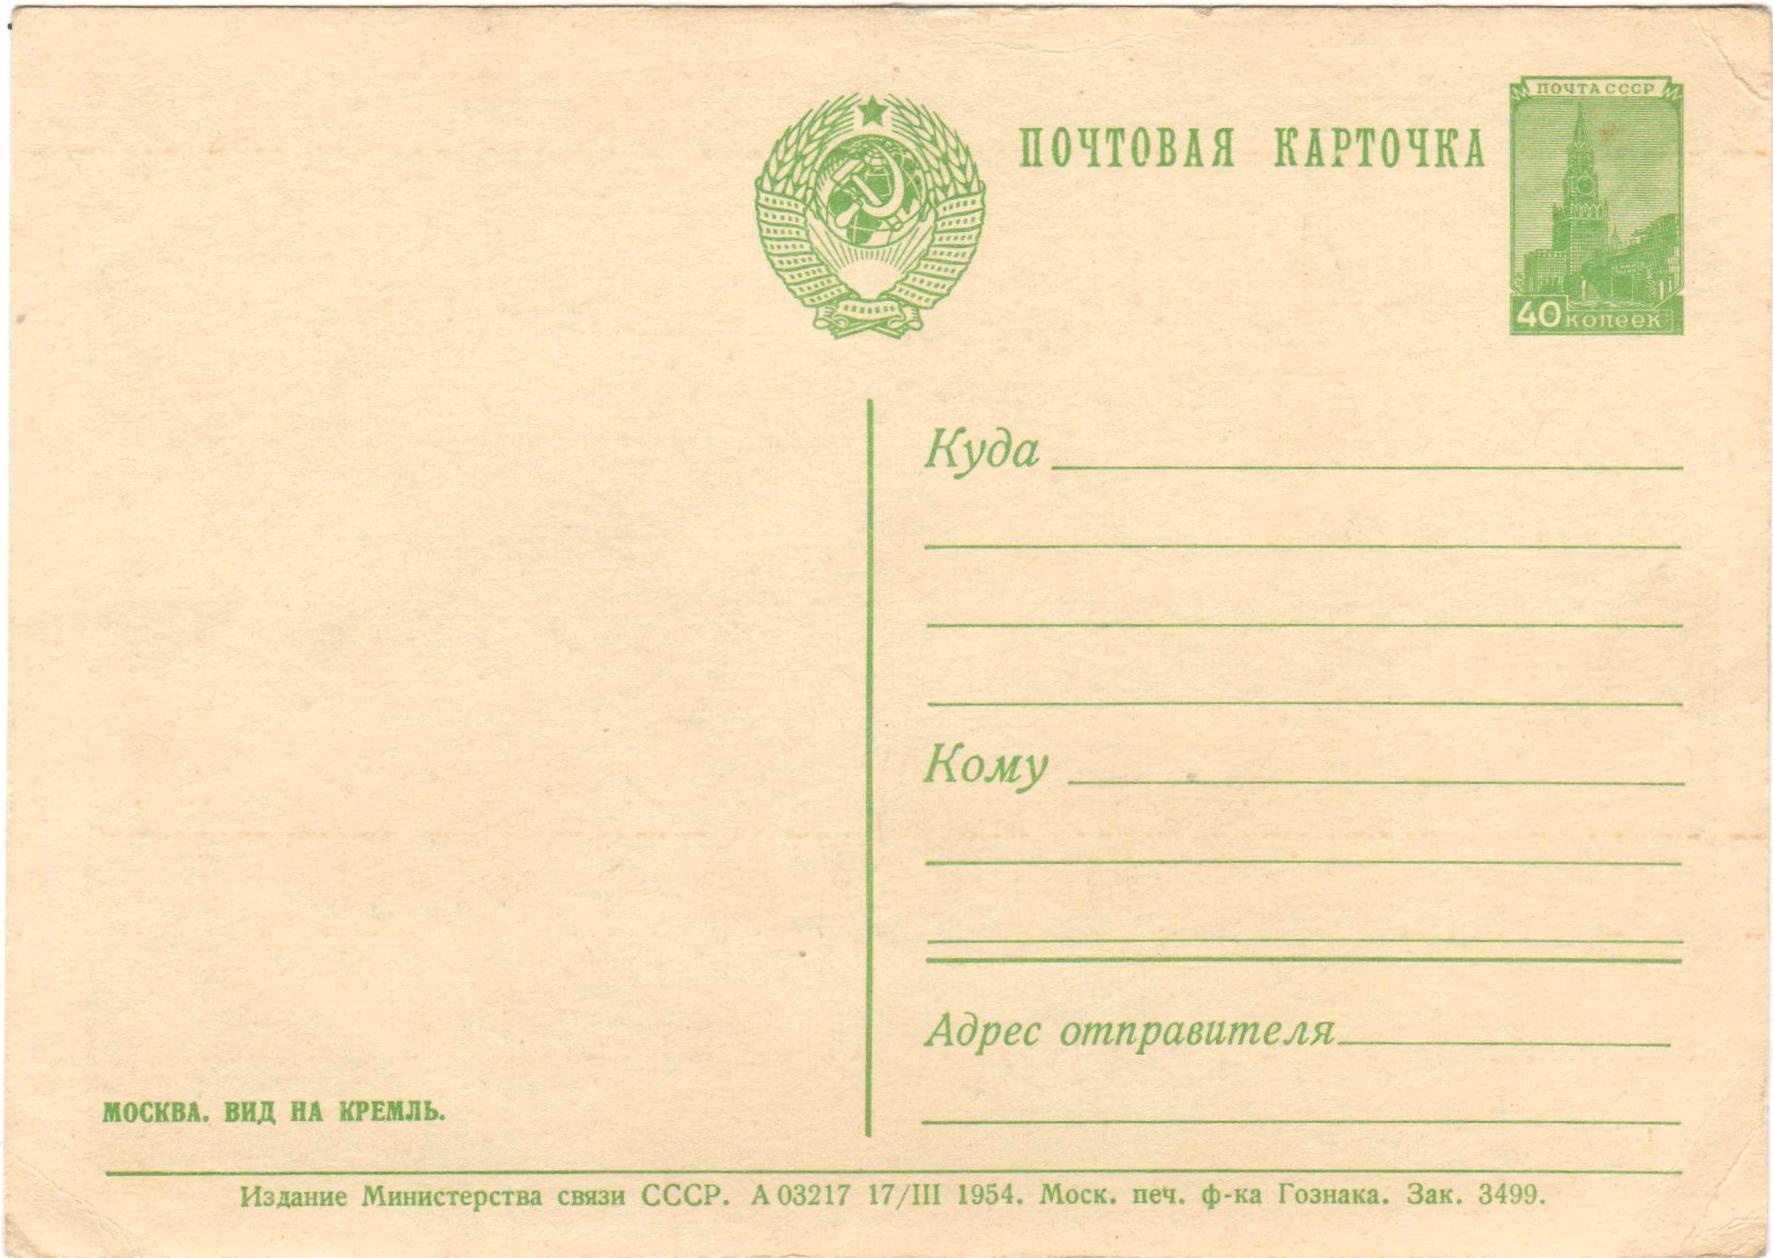 ПОЧТА СССР
ПОЧТОВАЯ КАРТОЧКА
40 копеек
Куда
Кому
Адрес отправителя
МОСКВА. ВИД НА КРЕМЛЬ.
Издание Министерства связи СССР. А 03217 17/III 1954. Моск. печ. ф-ка Гознака. Зак. 3499.